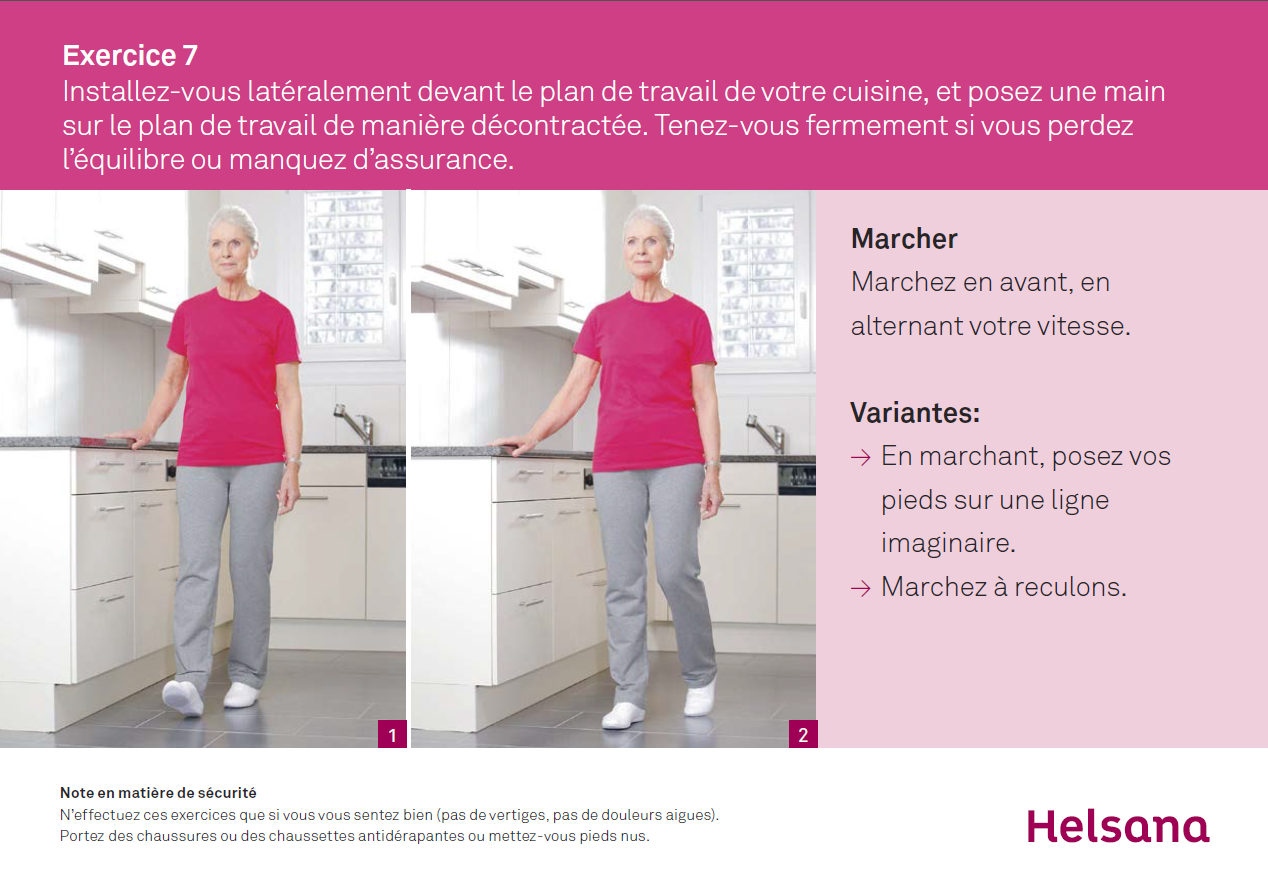 Exercice 7
Installez-vous latéralement devant le plan de travail de votre cuisine, et posez une main
sur le plan de travail de manière décontractée. Tenez-vous fermement si vous perdez
l’équilibre ou manquez d’assurance.
1
2
Marcher
Marchez en avant, en
alternant votre vitesse.
Variantes:
→ En marchant, posez vos
pieds sur une ligne
imaginaire.
→ Marchez à reculons.
Note en matière de sécurité
N’effectuez ces exercices que si vous vous sentez bien (pas de vertiges, pas de douleurs aigues).
Portez des chaussures ou des chaussettes antidérapantes ou mettez-vous pieds nus.
Helsana